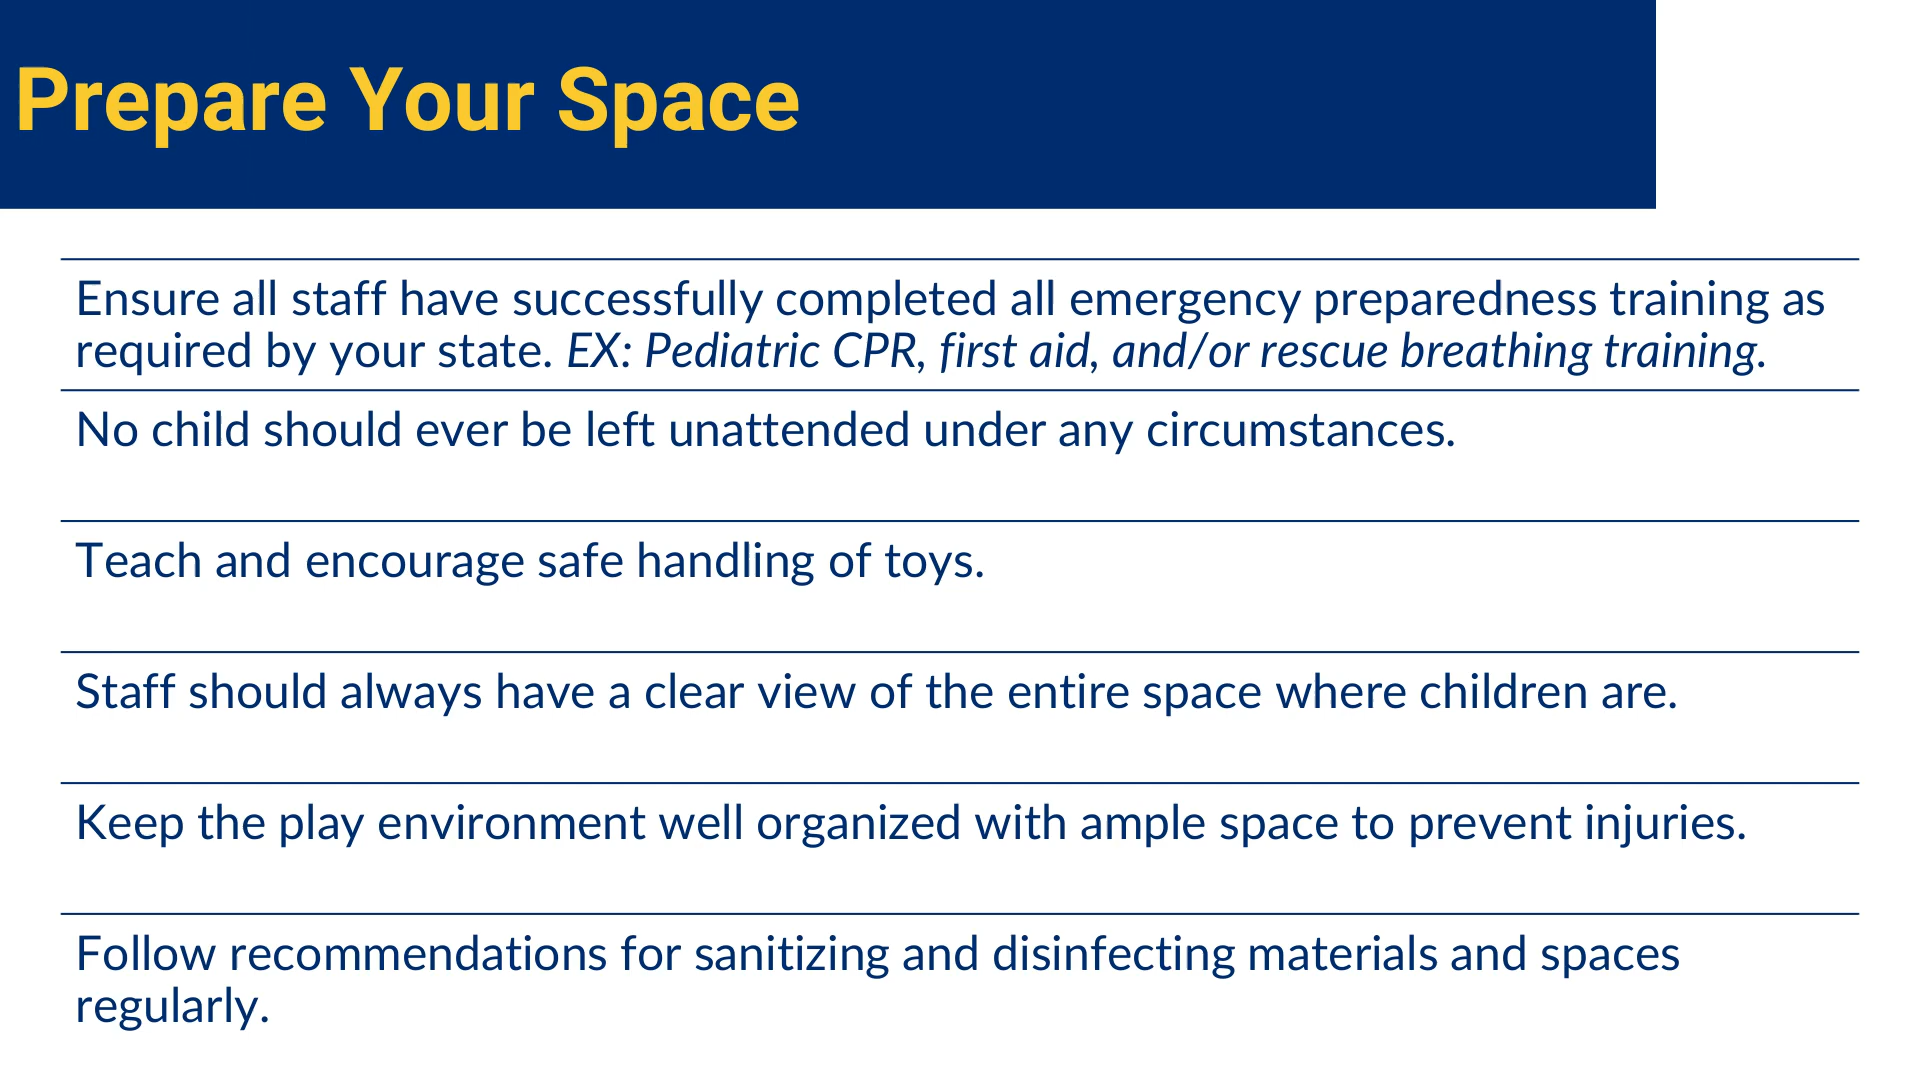 Prepare Your Space
Ensure all staff have successfully completed all emergency preparedness training as
required by your state. EX: Pediatric CPR, first aid, and/or rescue breathing training.
No child should ever be left unattended under any circumstances.
Teach and encourage safe handling of toys.
Staff should always have a clear view of the entire space where children are.
Keep the play environment well organized with ample space to prevent injuries.
Follow recommendations for sanitizing and disinfecting materials and spaces
regularly.